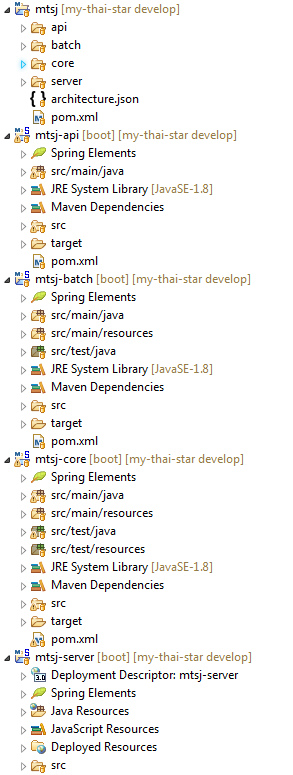 mtsj [my-thai-star develop]
api
batch
core
server
architecture.json
pom.xml
mtsj-api [boot] [my-thai-star develop]
Spring Elements
src/main/java
JRE System Library [JavaSE-1.8]
Maven Dependencies
src
target
pom.xml
mtsj-batch [boot] [my-thai-star develop]
Spring Elements
src/main/java
src/main/resources
src/test/java
JRE System Library [JavaSE-1.8]
Maven Dependencies
src
target
pom.xml
mtsj-core [boot] [my-thai-star develop]
Spring Elements
src/main/java
src/main/resources
src/test/java
src/test/resources
JRE System Library [JavaSE-1.8]
Maven Dependencies
src
target
pom.xml
mtsj-server [boot] [my-thai-star develop]
Deployment Descriptor: mtsj-server
Spring Elements
Java Resources
JavaScript Resources
Deployed Resources
src